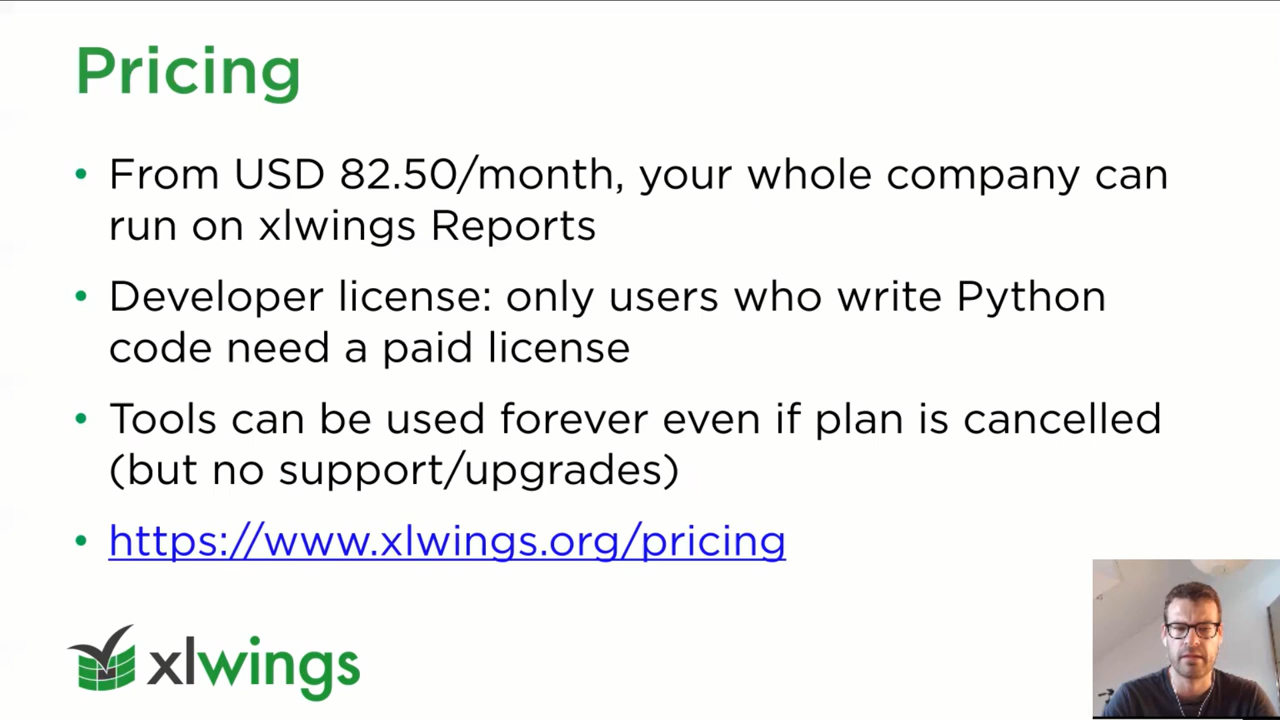 Pricing
• From USD 82.50/month, your whole company can
run on xlwings Reports
• Developer license: only users who write Python
code need a paid license
• Tools can be used forever even if plan is cancelled
(but no support/upgrades)
• https://www.xlwings.org/pricing
xlwings